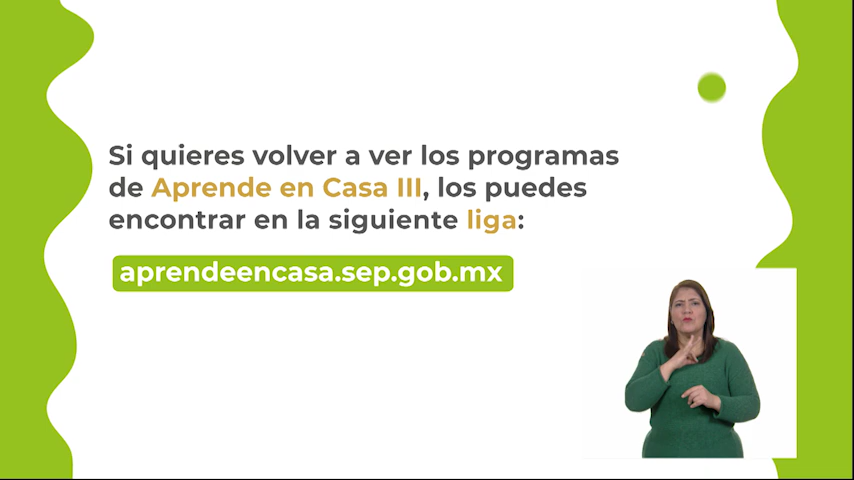 Si quieres volver a ver los programas
de Aprende en Casa III, los puedes
encontrar en la siguiente liga:
aprendeencasa.sep.gob.mx